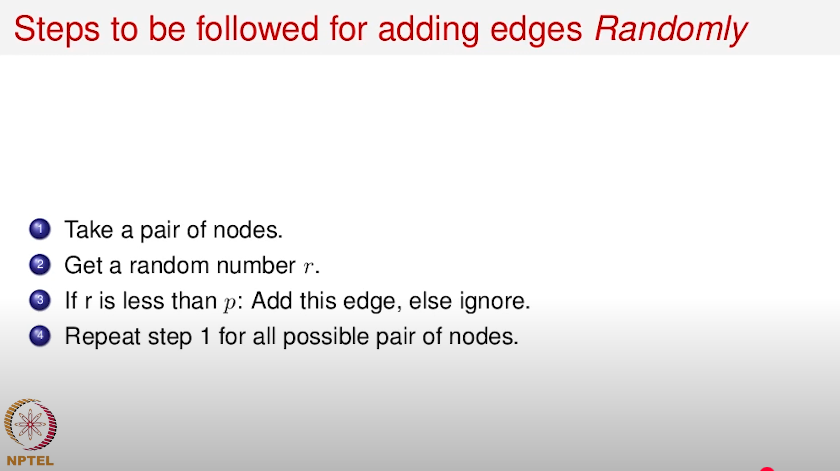 Steps to be followed for adding edges Randomly
1 Take a pair of nodes.
2 Get a random number r.
3 If r is less than p: Add this edge, else ignore.
4 Repeat step 1 for all possible pair of nodes.
NPTEL